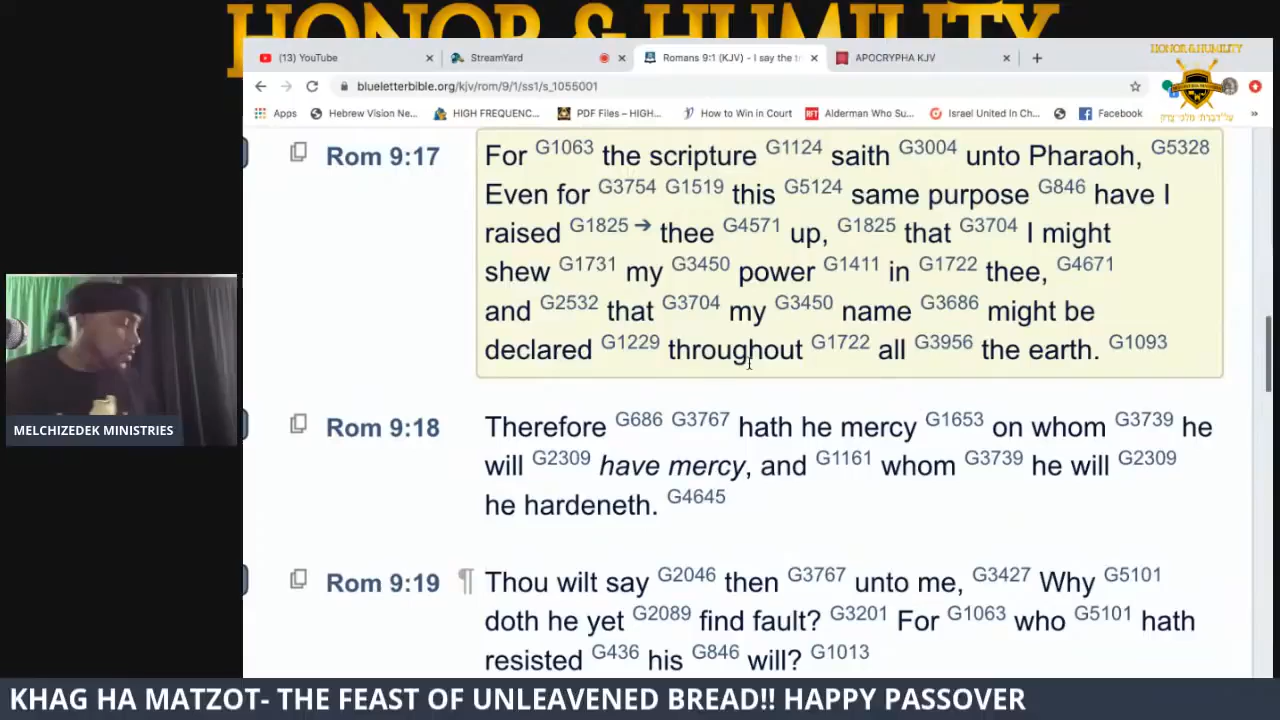 HONOR & HUMILITY
(13) YouTube
StreamYard
Romans 9:1 (KJV) - I say the tr
APOCRYPHA KJV
HONOR & HUMILITY
blueletterbible.org/kjv/rom/9/1/ss1/s_1055001
Apps
Hebrew Vision Ne...
HIGH FREQUENC...
PDF Files – HIGH...
How to Win in Court
RFT
Alderman Who Su...
Israel United In Ch...
Facebook
»
Rom 9:17
For G1063 the scripture G1124 saith G3004 unto Pharaoh, G5328
Even for G3754 G1519 this G5124 same purpose G846 have I
raised G1825 ➔ thee G4571 up, G1825 that G3704 I might
shew G1731 my G3450 power G1411 in G1722 thee, G4671
and G2532 that G3704 my G3450 name G3686 might be
declared G1229 throughout G1722 all G3956 the earth. G1093
Rom 9:18
Therefore G686 G3767 hath he mercy G1653 on whom G3739 he
will G2309 have mercy, and G1161 whom G3739 he will G2309
he hardeneth. G4645
Rom 9:19
¶ Thou wilt say G2046 then G3767 unto me, G3427 Why G5101
doth he yet G2089 find fault? G3201 For G1063 who G5101 hath
resisted G436 his G846 will? G1013
MELCHIZEDEK MINISTRIES
KHAG HA MATZOT- THE FEAST OF UNLEAVENED BREAD!! HAPPY PASSOVER